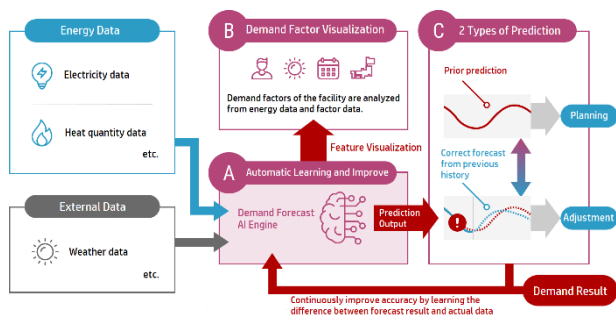 Energy Data
Electricity data
Heat quantity data
etc.
External Data
Weather data
etc.
B
Demand Factor Visualization
Demand factors of the facility are analyzed
from energy data and factor data.
Feature Visualization
A
Automatic Learning and Improve
Demand Forecast
AI Engine
Prediction
Output
C
2 Types of Prediction
Prior prediction
Planning
Correct forecast
from previous
history
!
Adjustment
Demand Result
Continuously improve accuracy by learning
the difference between forecast result and actual data